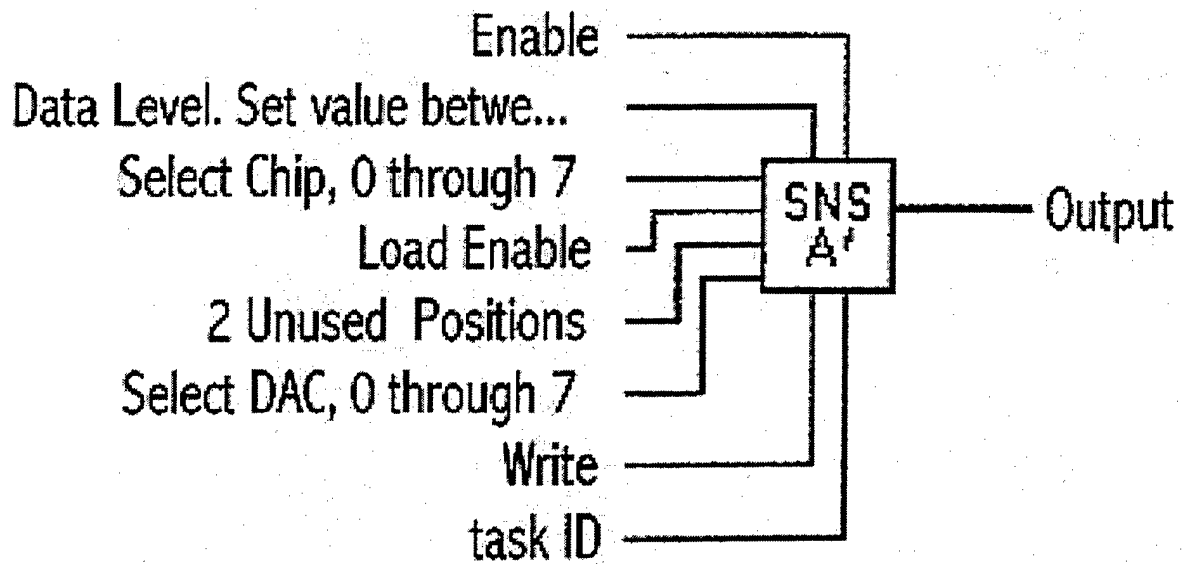 Enable
Data Level. Set value betwe...
Select Chip, 0 through 7
Load Enable
2 Unused Positions
Select DAC, 0 through 7
Write
task ID
SNS
A'
Output